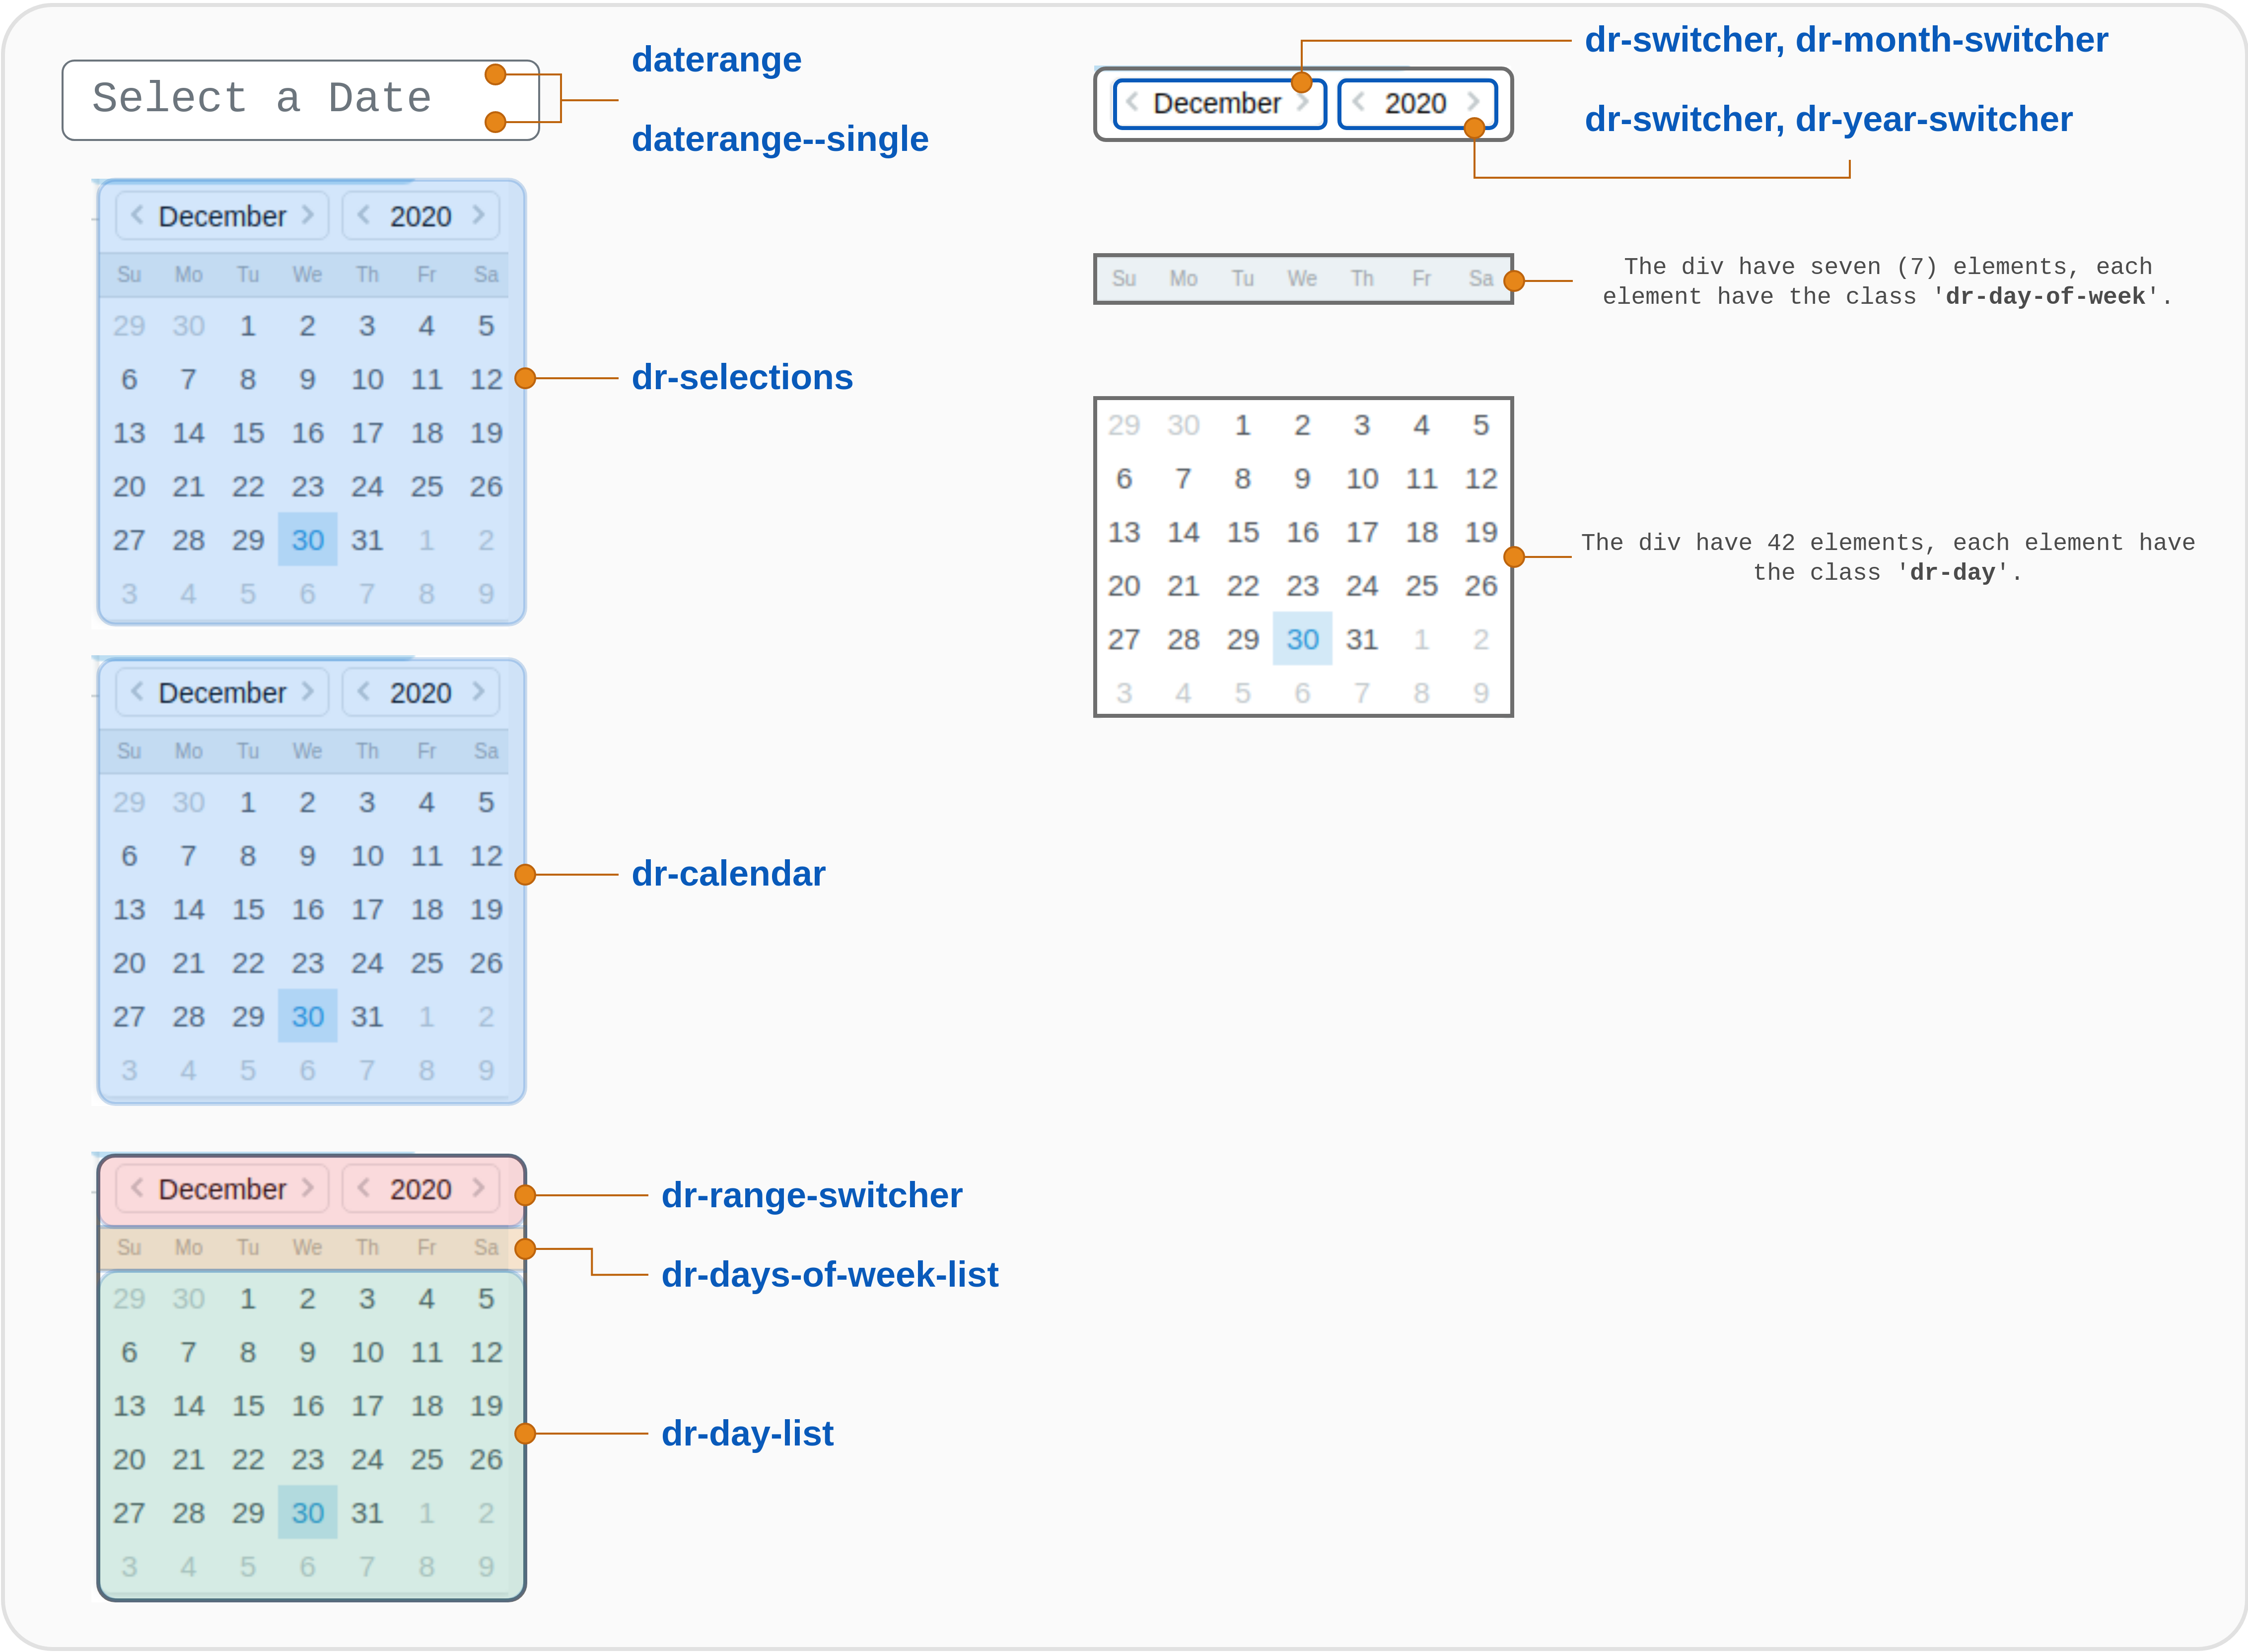 Select a Date
daterange
daterange--single
December 2020
Su Mo Tu We Th Fr Sa
29 30 1 2 3 4 5
6 7 8 9 10 11 12
13 14 15 16 17 18 19
20 21 22 23 24 25 26
27 28 29 30 31 1 2
3 4 5 6 7 8 9
dr-selections
December 2020
Su Mo Tu We Th Fr Sa
29 30 1 2 3 4 5
6 7 8 9 10 11 12
13 14 15 16 17 18 19
20 21 22 23 24 25 26
27 28 29 30 31 1 2
3 4 5 6 7 8 9
dr-calendar
December 2020
Su Mo Tu We Th Fr Sa
29 30 1 2 3 4 5
6 7 8 9 10 11 12
13 14 15 16 17 18 19
20 21 22 23 24 25 26
27 28 29 30 31 1 2
3 4 5 6 7 8 9
dr-range-switcher
dr-days-of-week-list
dr-day-list
December 2020
dr-switcher, dr-month-switcher
dr-switcher, dr-year-switcher
Su Mo Tu We Th Fr Sa
The div have seven (7) elements, each
element have the class 'dr-day-of-week'.
29 30 1 2 3 4 5
6 7 8 9 10 11 12
13 14 15 16 17 18 19
20 21 22 23 24 25 26
27 28 29 30 31 1 2
3 4 5 6 7 8 9
The div have 42 elements, each element have
the class 'dr-day'.